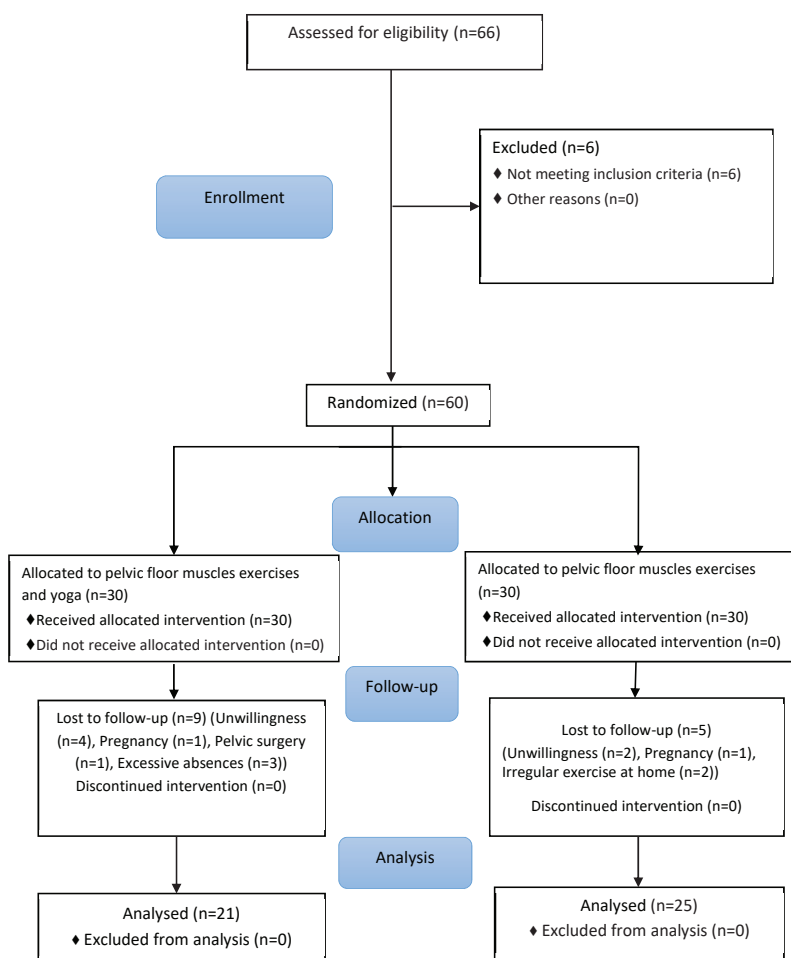 Assessed for eligibility (n=66)
Excluded (n=6)
♦ Not meeting inclusion criteria (n=6)
♦ Other reasons (n=0)
Enrollment
Randomized (n=60)
Allocation
Allocated to pelvic floor muscles exercises
and yoga (n=30)
♦Received allocated intervention (n=30)
♦Did not receive allocated intervention (n=0)
Allocated to pelvic floor muscles exercises
(n=30)
♦Received allocated intervention (n=30)
♦Did not receive allocated intervention (n=0)
Follow-up
Lost to follow-up (n=9) (Unwillingness
(n=4), Pregnancy (n=1), Pelvic surgery
(n=1), Excessive absences (n=3))
Discontinued intervention (n=0)
Lost to follow-up (n=5)
(Unwillingness (n=2), Pregnancy (n=1),
Irregular exercise at home (n=2))
Discontinued intervention (n=0)
Analysis
Analysed (n=21)
♦ Excluded from analysis (n=0)
Analysed (n=25)
♦ Excluded from analysis (n=0)